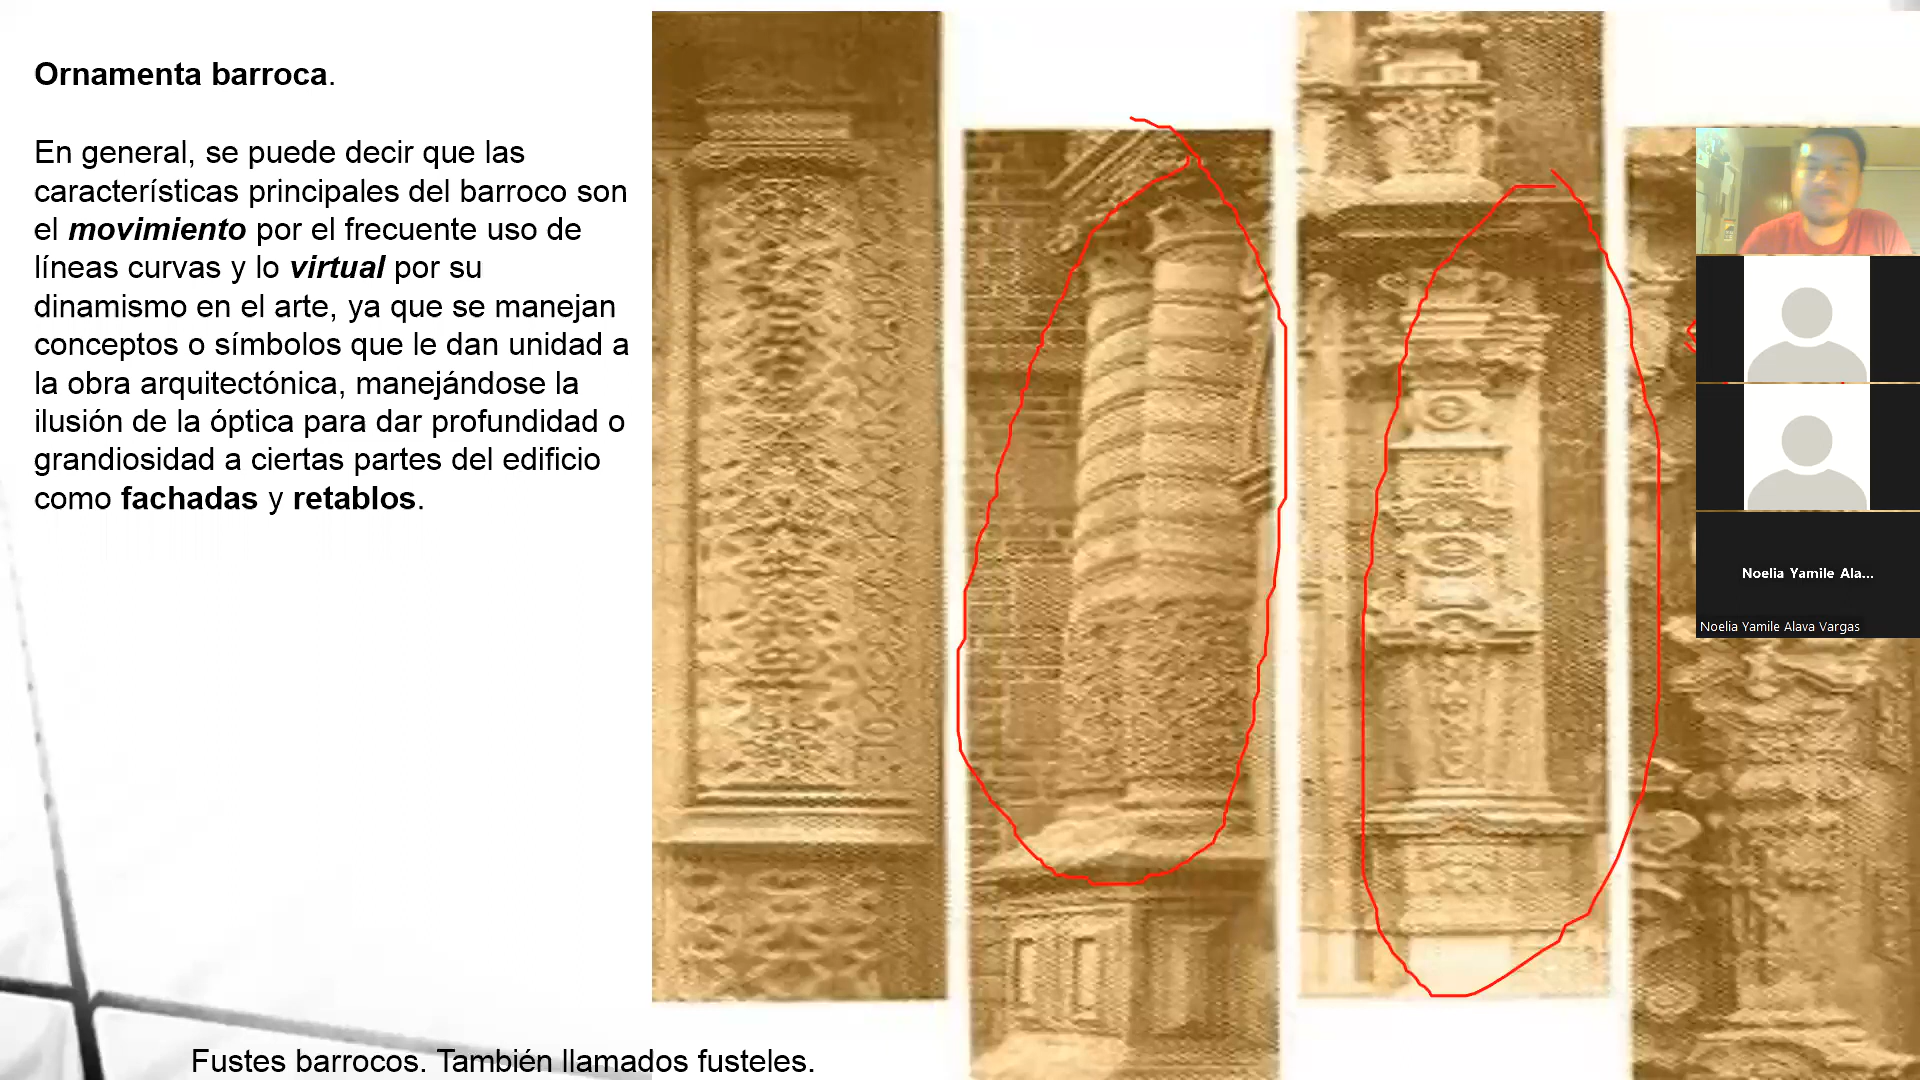 Ornamenta barroca.
En general, se puede decir que las
características principales del barroco son
el movimiento por el frecuente uso de
líneas curvas y lo virtual por su
dinamismo en el arte, ya que se manejan
conceptos o símbolos que le dan unidad a
la obra arquitectónica, manejándose la
ilusión de la óptica para dar profundidad o
grandiosidad a ciertas partes del edificio
como fachadas y retablos.
Fustes barrocos. También llamados fusteles.
Noelia Yamile Ala...
Noelia Yamile Alava Vargas